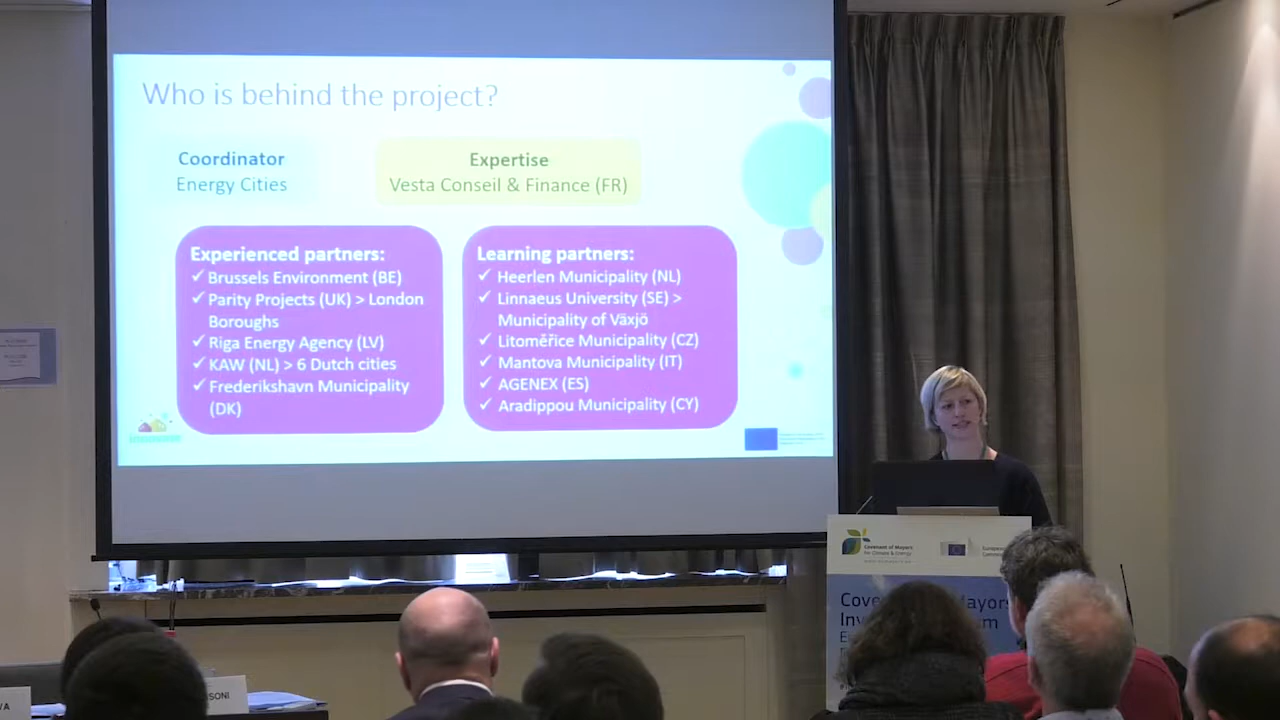 Who is behind the project?
Coordinator
Energy Cities
Expertise
Vesta Conseil & Finance (FR)
Experienced partners:
✓ Brussels Environment (BE)
✓ Parity Projects (UK) > London
Boroughs
✓ Riga Energy Agency (LV)
✓ KAW (NL) > 6 Dutch cities
✓ Frederikshavn Municipality
(DK)
Learning partners:
✓ Heerlen Municipality (NL)
✓ Linnaeus University (SE) >
Municipality of Växjö
✓ Litoměřice Municipality (CZ)
✓ Mantova Municipality (IT)
✓ AGENEX (ES)
✓ Aradippou Municipality (CY)
Covenant of Mayors
for Climate & Energy
SONI